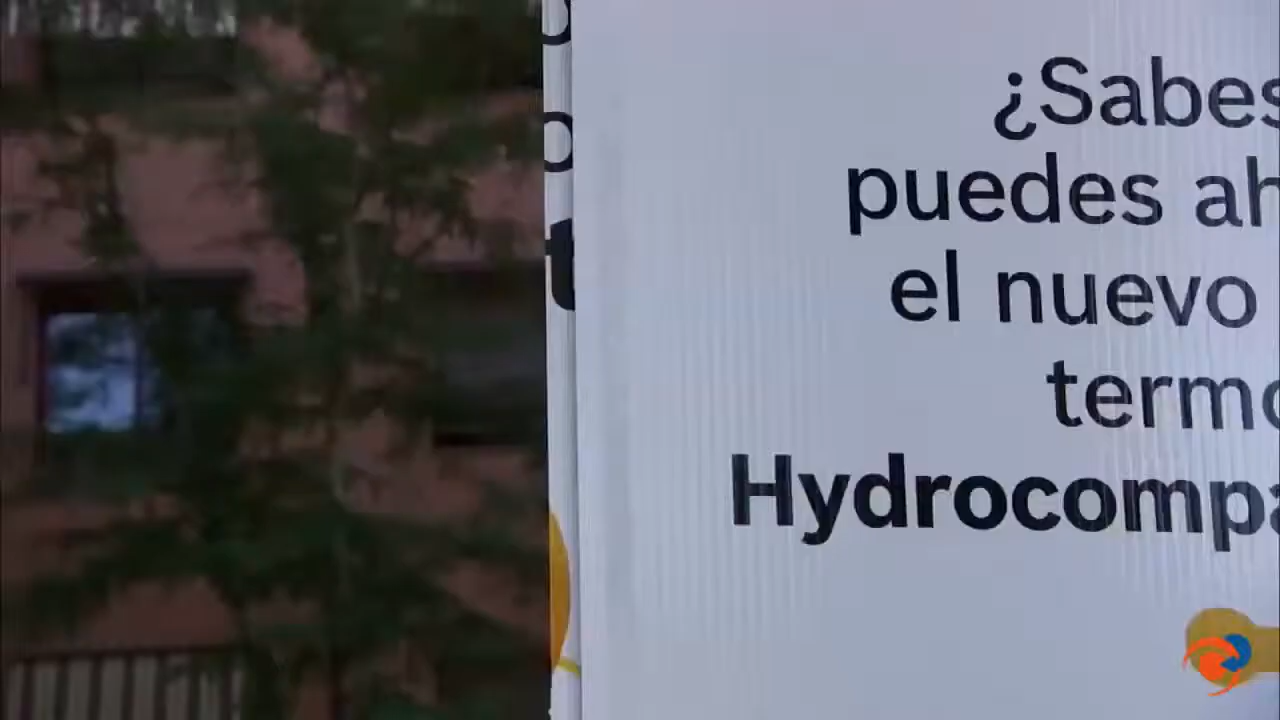 ¿Sabes
puedes ah
el nuevo
termo
Hydrocompa